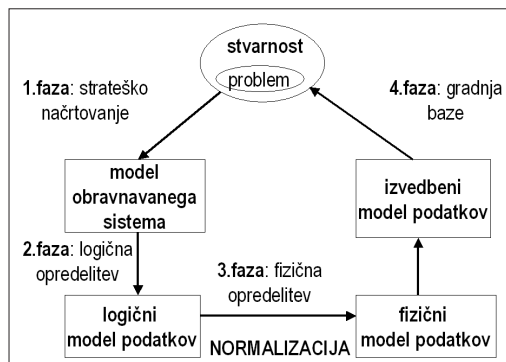 stvarnost
problem
1.faza: strateško
načrtovanje
4.faza: gradnja
baze
model
obravnavanega
sistema
izvedbeni
model podatkov
2.faza: logična
opredelitev
3.faza: fizična
opredelitev
logični
model podatkov
fizični
model podatkov
NORMALIZACIJA